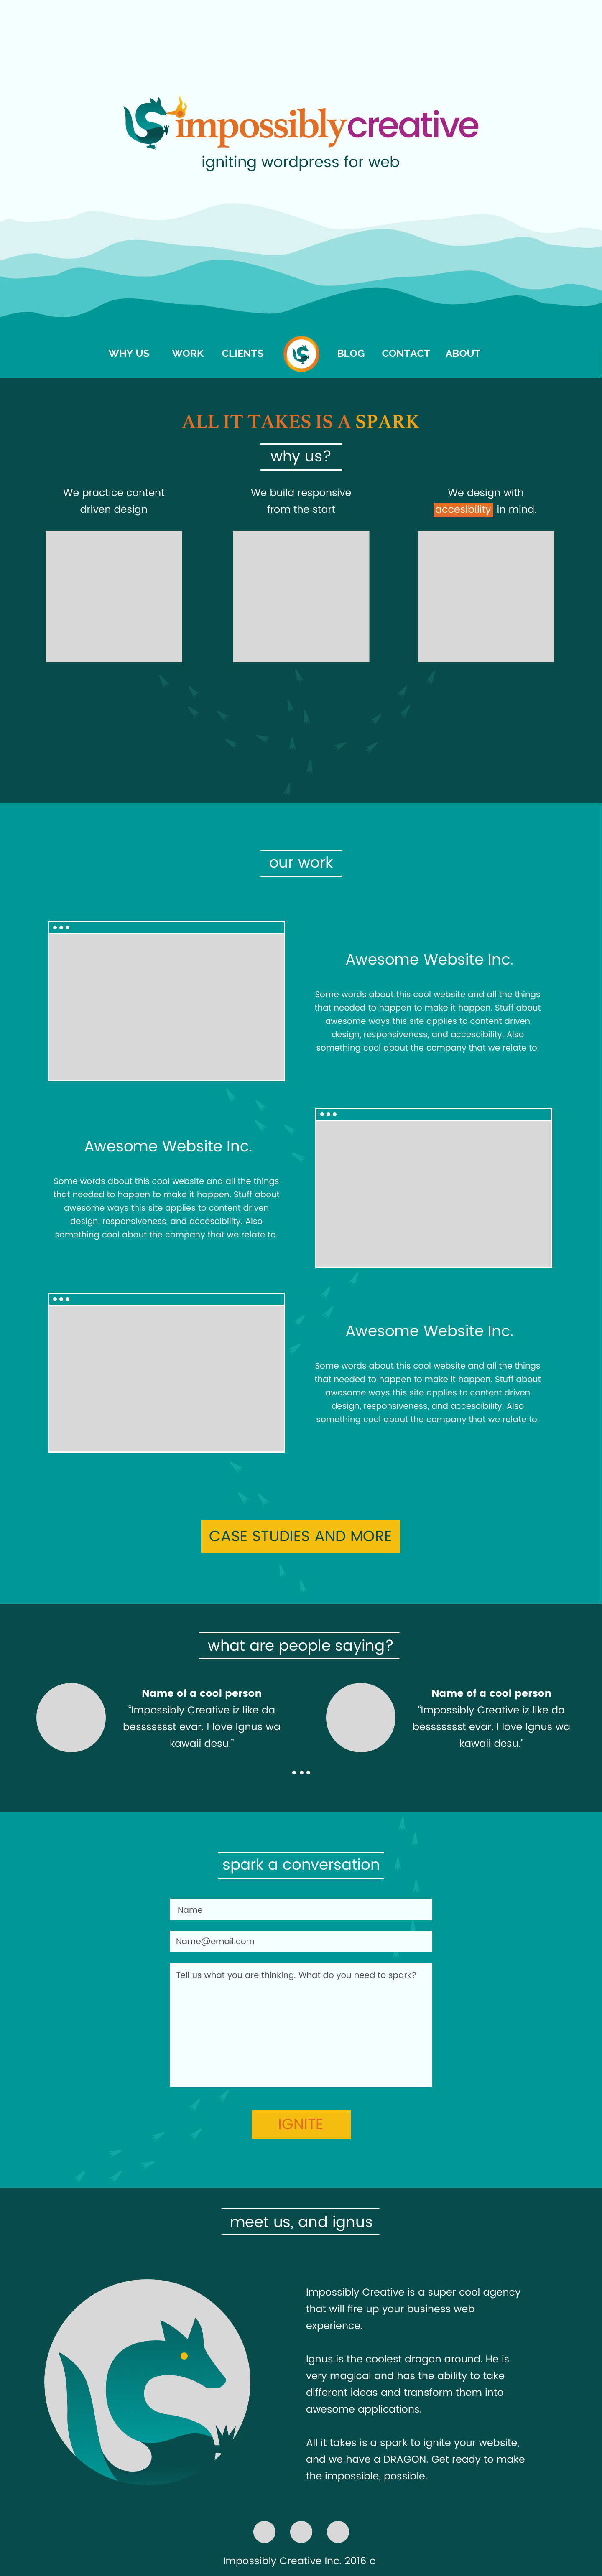 impossiblycreative
igniting wordpress for web
WHY US WORK CLIENTS BLOG CONTACT ABOUT
ALL IT TAKES IS A SPARK
why us?
We practice content
driven design
We build responsive
from the start
We design with
accesibility in mind.
our work
Awesome Website Inc.
Some words about this cool website and all the things
that needed to happen to make it happen. Stuff about
awesome ways this site applies to content driven
design, responsiveness, and accescibility. Also
something cool about the company that we relate to.
Awesome Website Inc.
Some words about this cool website and all the things
that needed to happen to make it happen. Stuff about
awesome ways this site applies to content driven
design, responsiveness, and accescibility. Also
something cool about the company that we relate to.
Awesome Website Inc.
Some words about this cool website and all the things
that needed to happen to make it happen. Stuff about
awesome ways this site applies to content driven
design, responsiveness, and accescibility. Also
something cool about the company that we relate to.
CASE STUDIES AND MORE
what are people saying?
Name of a cool person
"Impossibly Creative iz like da
bessssssst evar. I love Ignus wa
kawaii desu."
Name of a cool person
"Impossibly Creative iz like da
bessssssst evar. I love Ignus wa
kawaii desu."
spark a conversation
Name
Name@email.com
Tell us what you are thinking. What do you need to spark?
IGNITE
meet us, and ignus
Impossibly Creative is a super cool agency
that will fire up your business web
experience.
Ignus is the coolest dragon around. He is
very magical and has the ability to take
different ideas and transform them into
awesome applications.
All it takes is a spark to ignite your website,
and we have a DRAGON. Get ready to make
the impossible, possible.
Impossibly Creative Inc. 2016 c